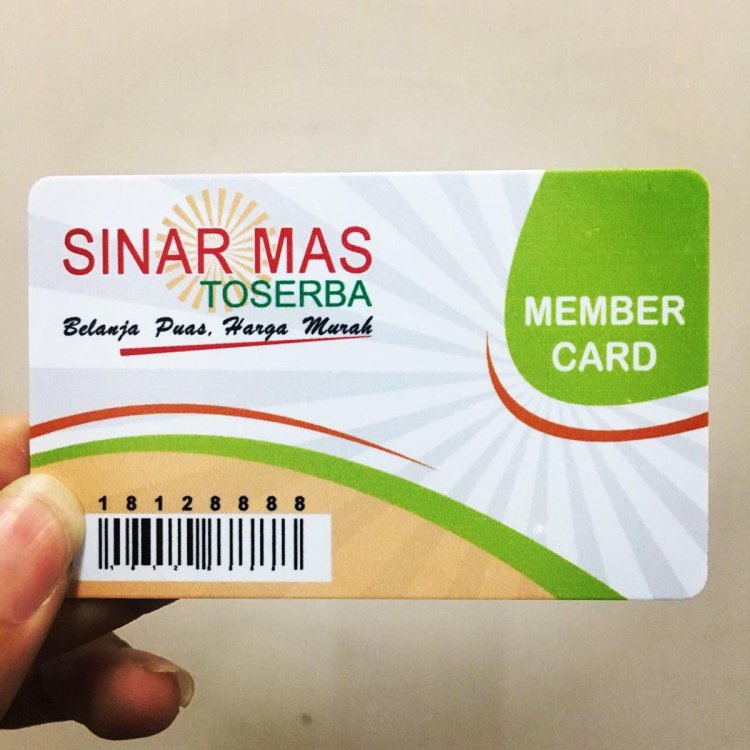 SINAR MAS
TOSERBA
Belanja Puas, Harga Murah
MEMBER
CARD
18128888